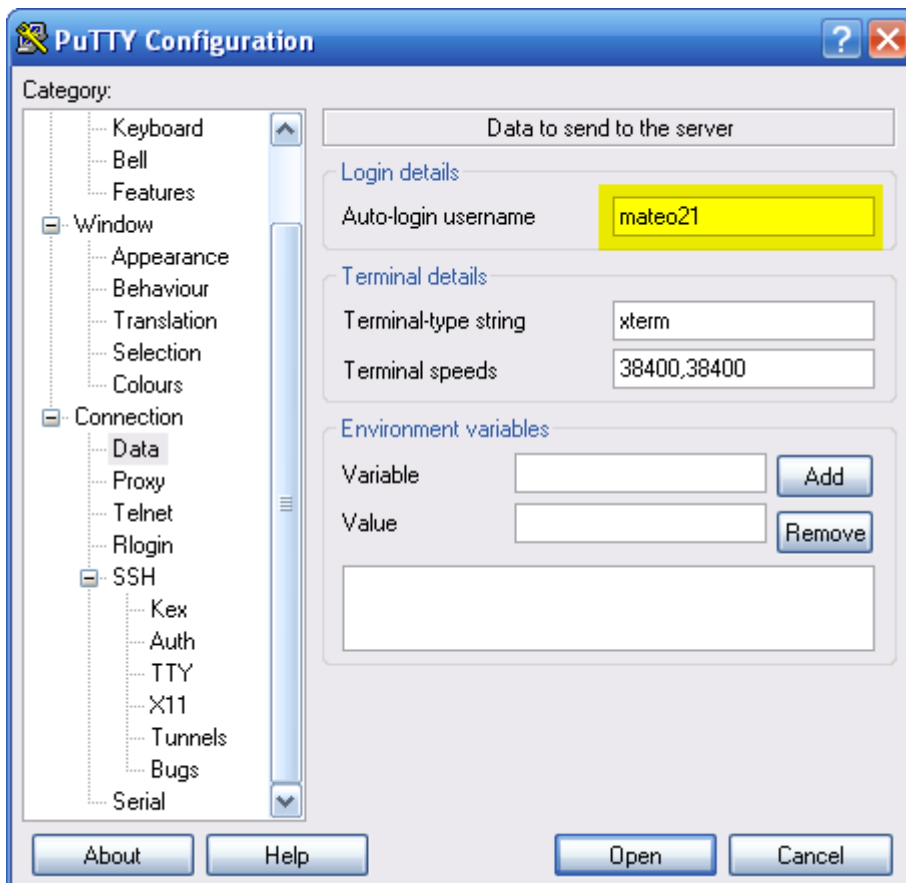 PuTTY Configuration
Category:
Keyboard
Bell
Features
Window
Appearance
Behaviour
Translation
Selection
Colours
Connection
Data
Proxy
Telnet
Rlogin
SSH
Kex
Auth
TTY
X11
Tunnels
Bugs
Serial
Data to send to the server
Login details
Auto-login username mateo21
Terminal details
Terminal-type string xterm
Terminal speeds 38400,38400
Environment variables
Variable Add
Value Remove
About Help Open Cancel